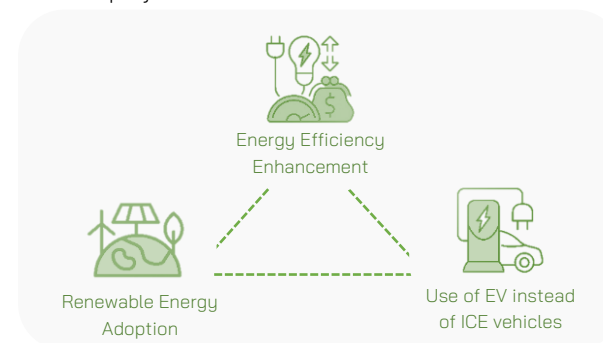 Energy Efficiency
Enhancement
$
Renewable Energy
Adoption
Use of EV instead
of ICE vehicles